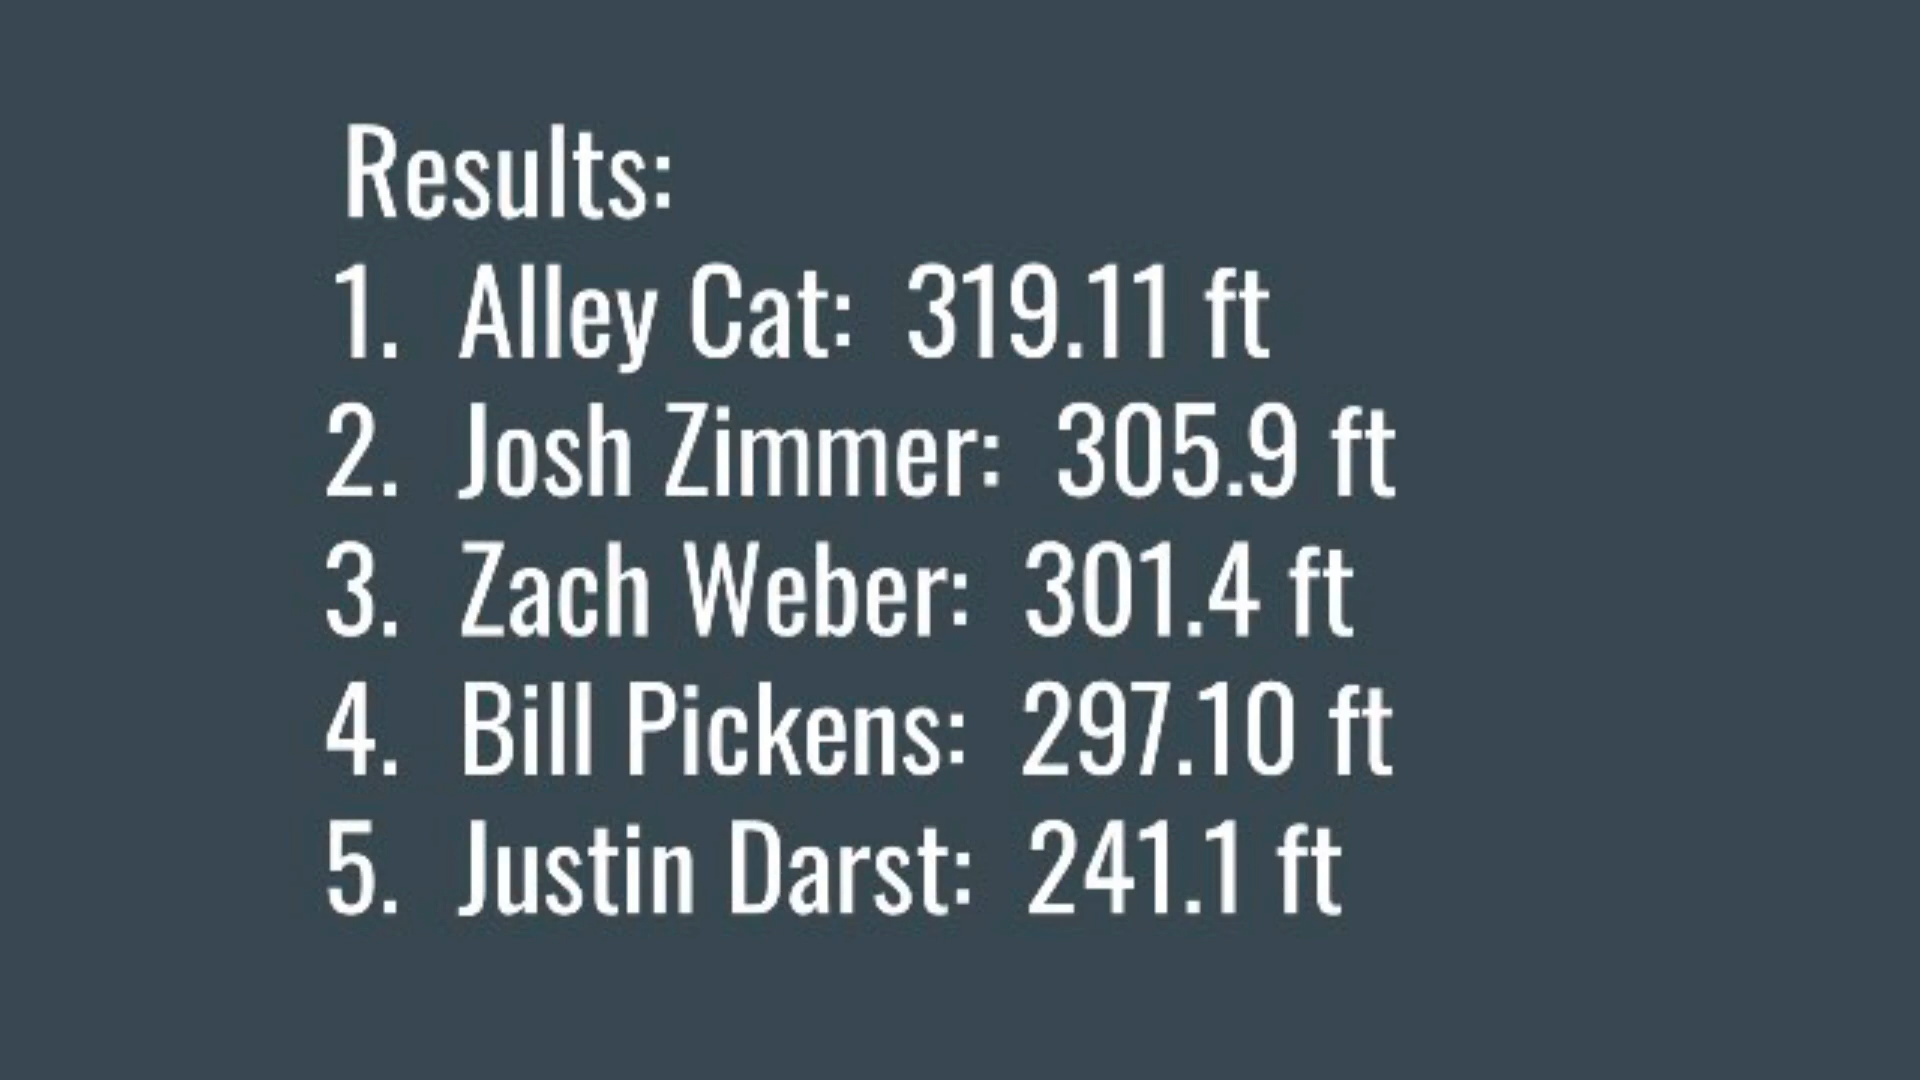 Results:
1. Alley Cat: 319.11 ft
2. Josh Zimmer: 305.9 ft
3. Zach Weber: 301.4 ft
4. Bill Pickens: 297.10 ft
5. Justin Darst: 241.1 ft